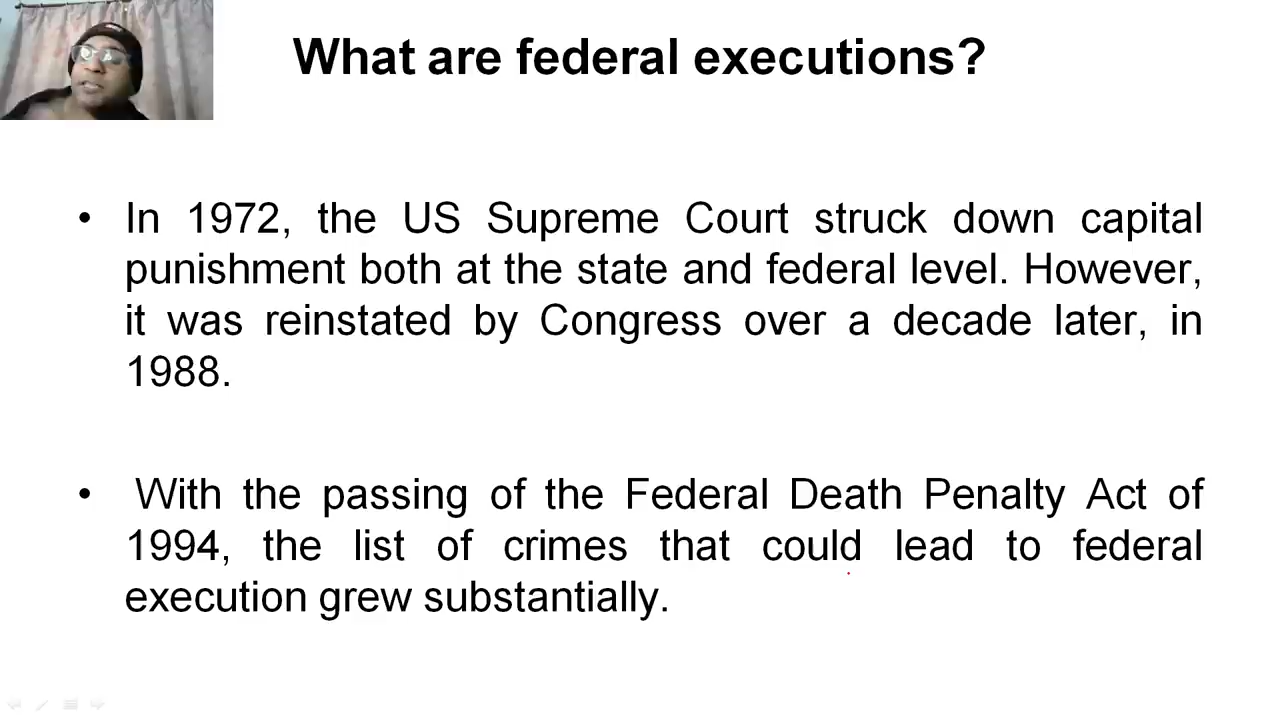 What are federal executions?
• In 1972, the US Supreme Court struck down capital
punishment both at the state and federal level. However,
it was reinstated by Congress over a decade later, in
1988.
• With the passing of the Federal Death Penalty Act of
1994, the list of crimes that could lead to federal
execution grew substantially.